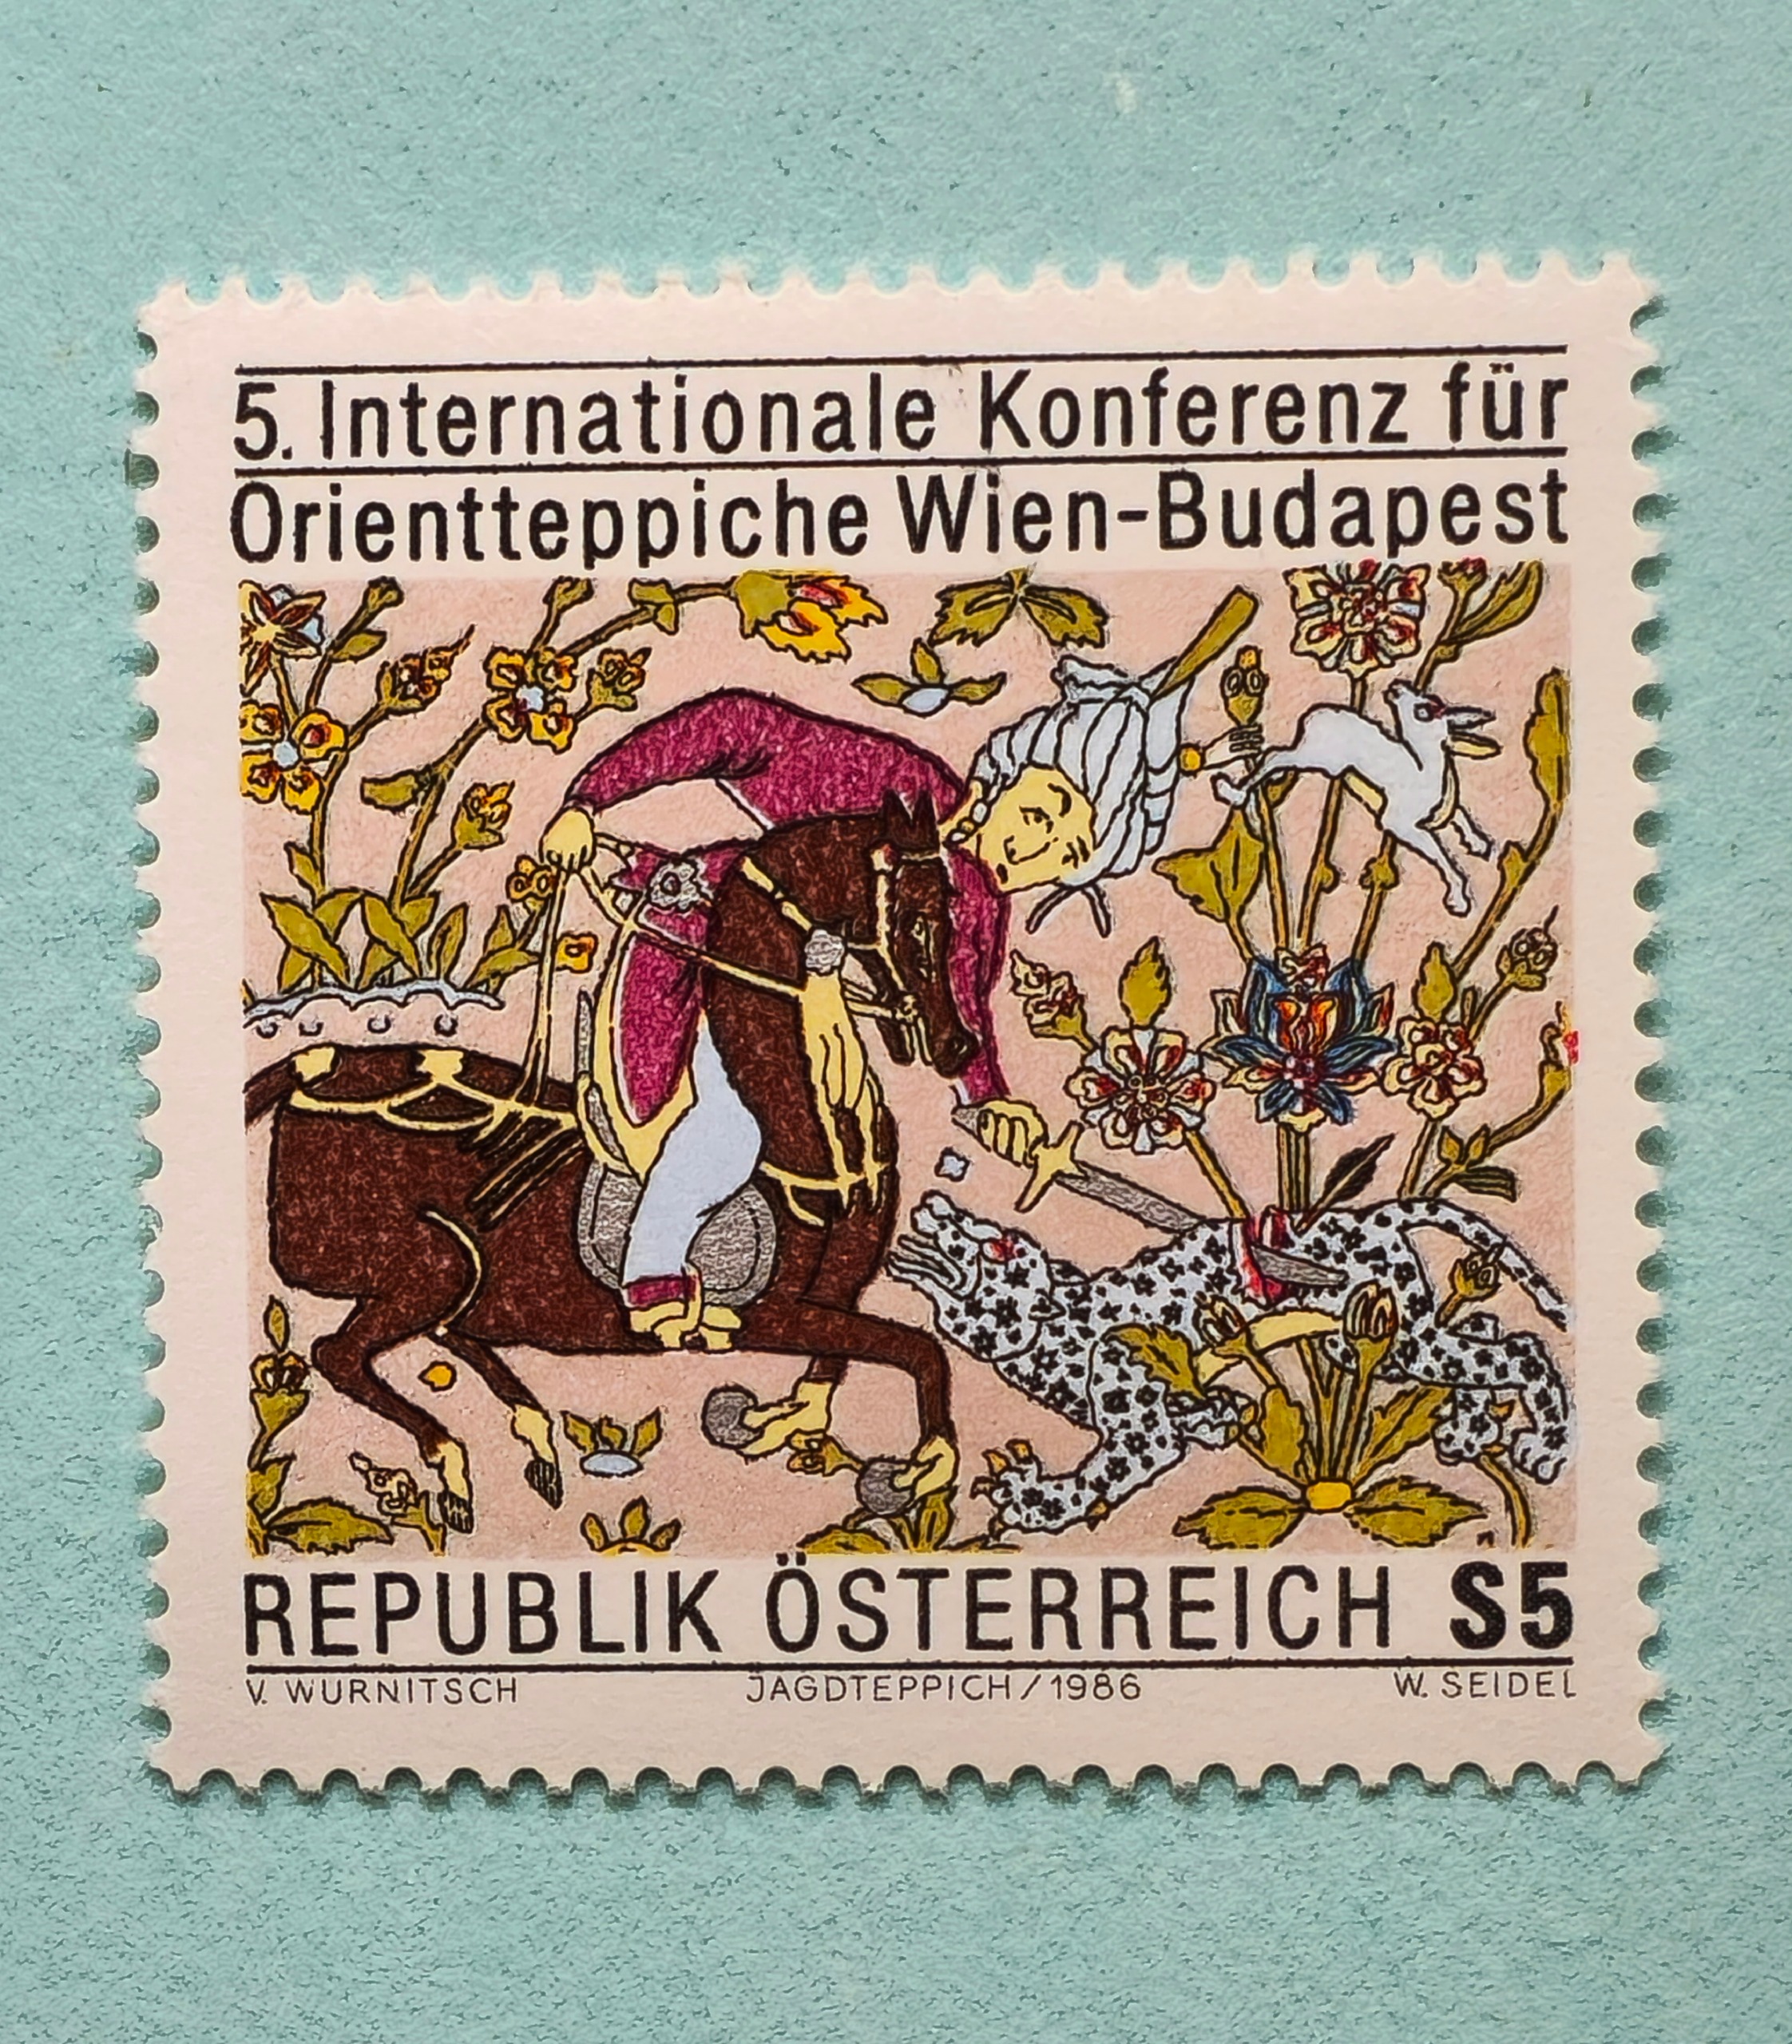 5. Internationale Konferenz für
Orientteppiche Wien-Budapest
REPUBLIK ÖSTERREICH S5
V. WURNITSCH JAGDTEPPICH/1986 W. SEIDEL